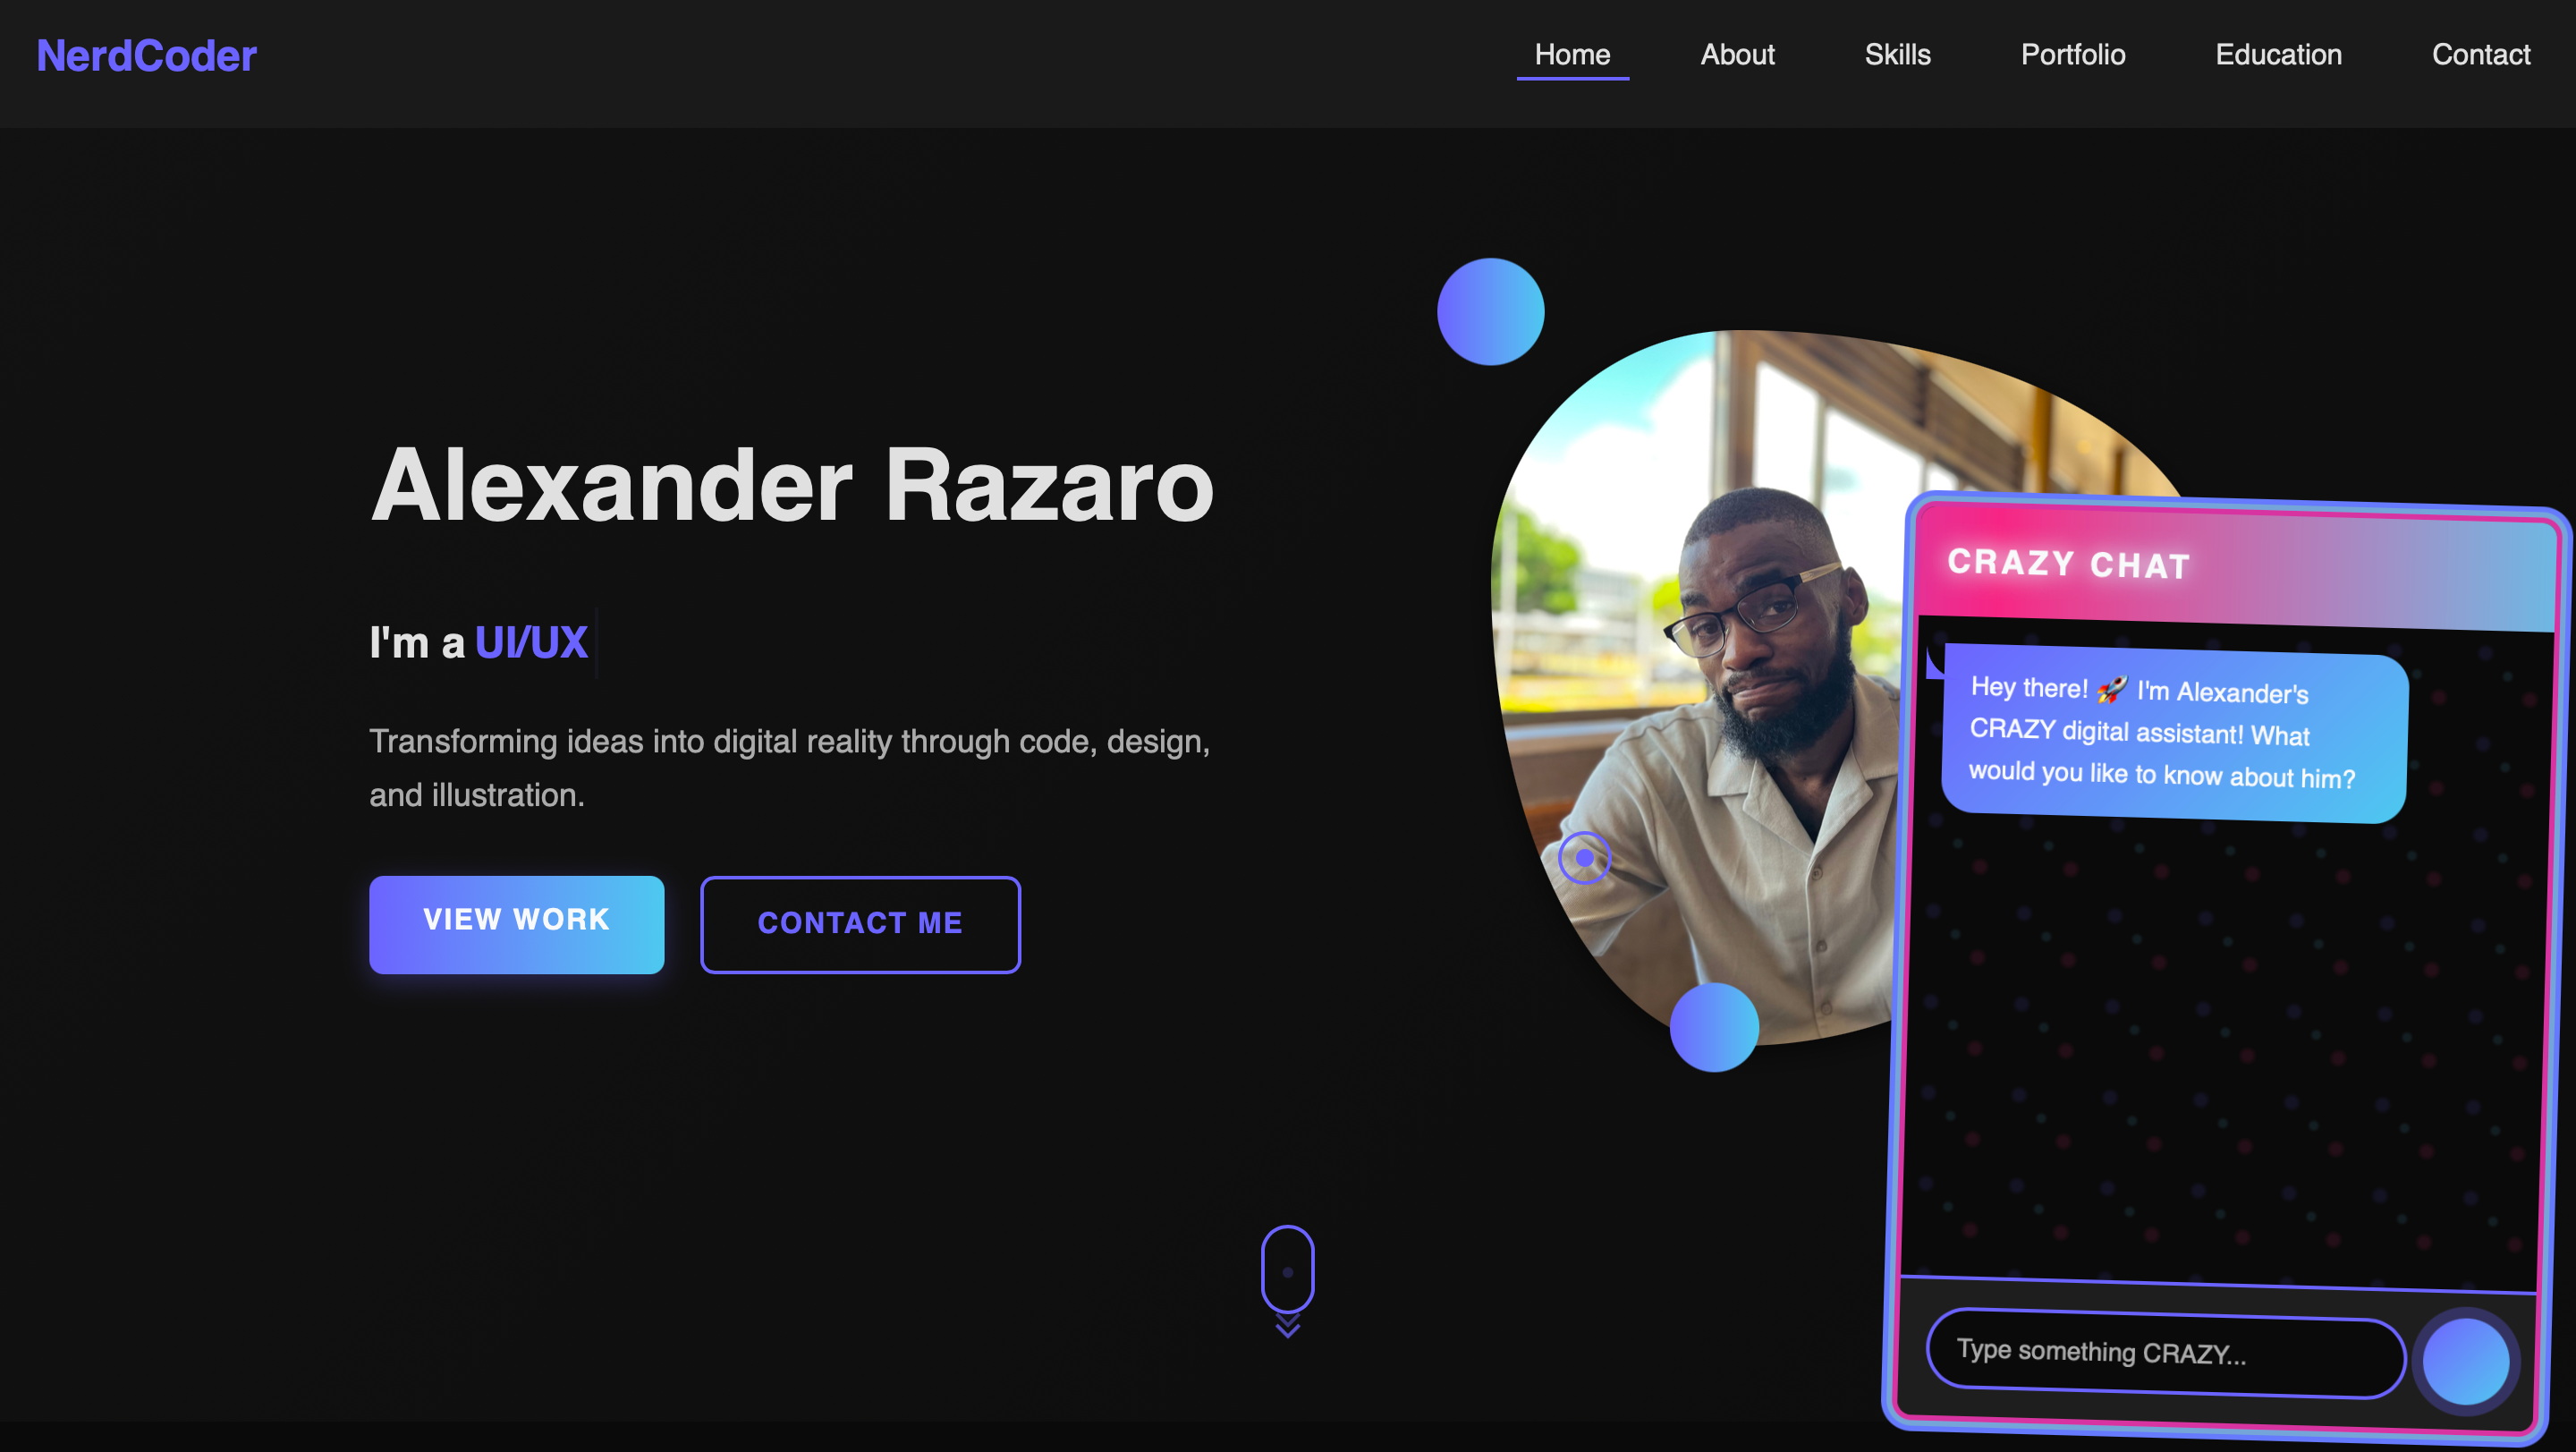 NerdCoder
Home
About
Skills
Portfolio
Education
Contact
Alexander Razaro
I'm a UI/UX
Transforming ideas into digital reality through code, design,
and illustration.
VIEW WORK
CONTACT ME
CRAZY CHAT
Hey there! 🚀 I'm Alexander's
CRAZY digital assistant! What
would you like to know about him?
Type something CRAZY...